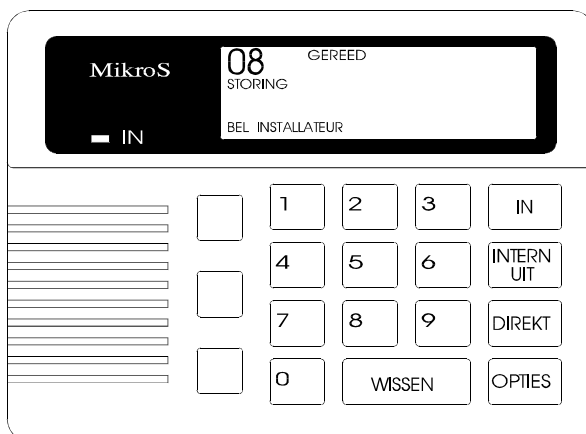 MikroS
IN
08 GEREED
STORING
BEL INSTALLATEUR
1 2 3 IN
4 5 6 INTERN UIT
7 8 9 DIREKT
0 WISSEN OPTIES